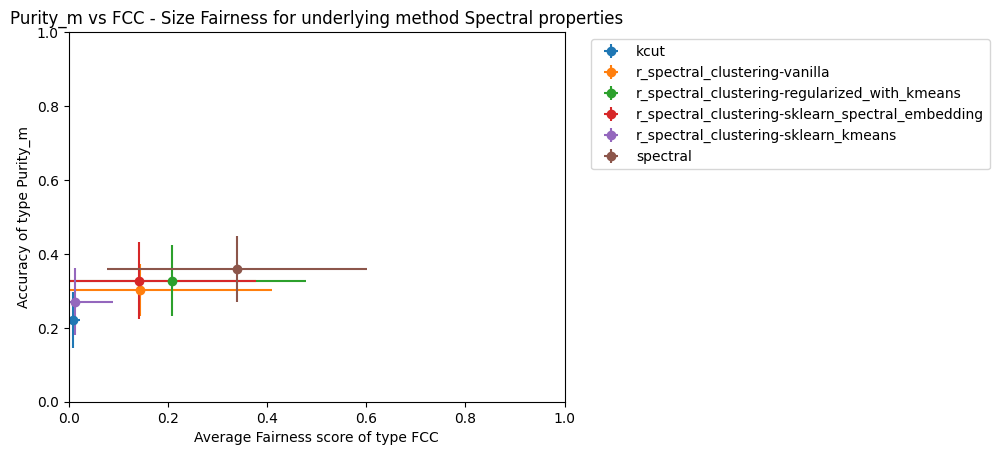 Purity_m vs FCC - Size Fairness for underlying method Spectral properties
1.0
0.8
0.6
0.4
0.2
0.0
Accuracy of type Purity_m
0.0 0.2 0.4 0.6 0.8 1.0
Average Fairness score of type FCC
kcut
r_spectral_clustering-vanilla
r_spectral_clustering-regularized_with_kmeans
r_spectral_clustering-sklearn_spectral_embedding
r_spectral_clustering-sklearn_kmeans
spectral